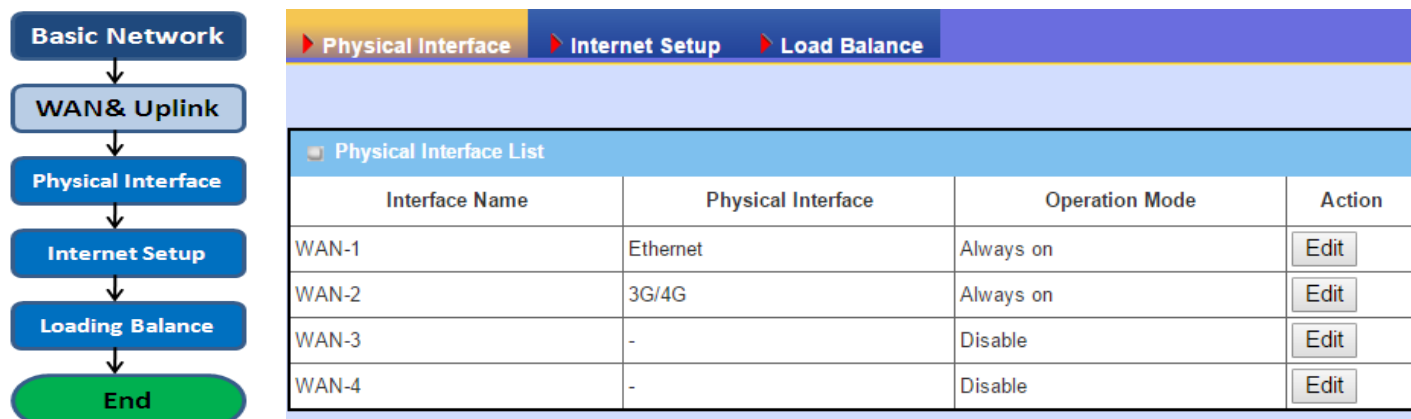 Basic Network
WAN& Uplink
Physical Interface
Internet Setup
Loading Balance
End
Physical Interface Internet Setup Load Balance
Physical Interface List
Interface Name Physical Interface Operation Mode Action
WAN-1 Ethernet Always on Edit
WAN-2 3G/4G Always on Edit
WAN-3 - Disable Edit
WAN-4 - Disable Edit